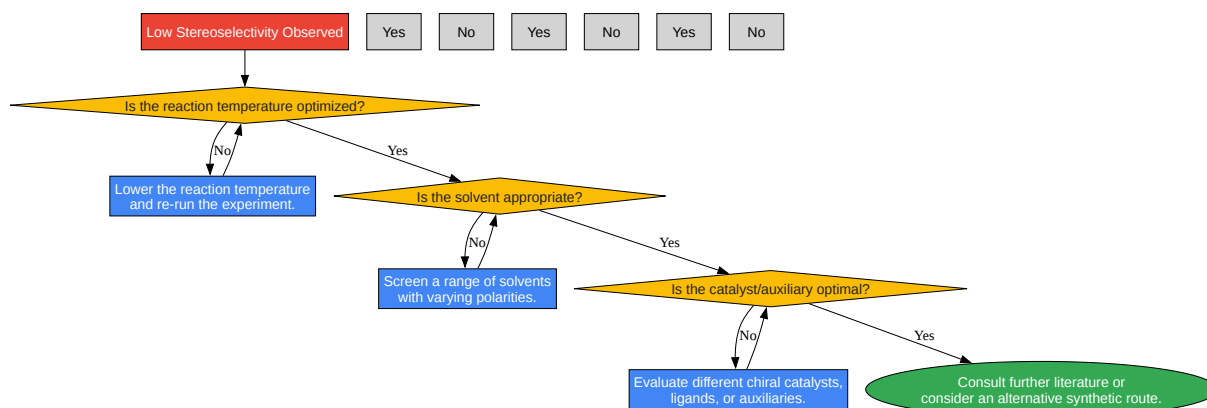 Low Stereoselectivity Observed
Yes
No
Yes
No
Yes
No
Is the reaction temperature optimized?
No
Yes
Lower the reaction temperature
and re-run the experiment.
Is the solvent appropriate?
No
Yes
Screen a range of solvents
with varying polarities.
Is the catalyst/auxiliary optimal?
No
Yes
Evaluate different chiral catalysts,
ligands, or auxiliaries.
Consult further literature or
consider an alternative synthetic route.